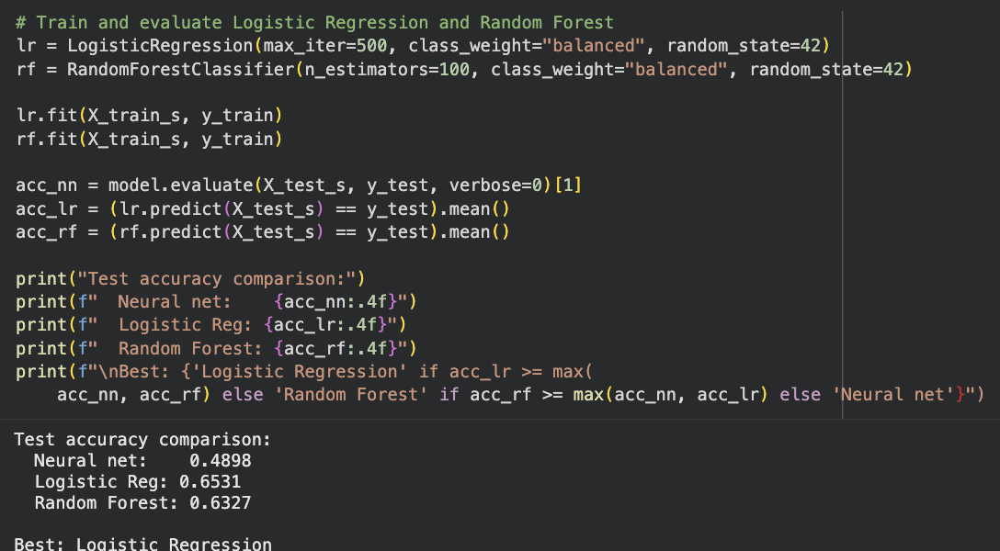 # Train and evaluate Logistic Regression and Random Forest
lr = LogisticRegression(max_iter=500, class_weight="balanced", random_state=42)
rf = RandomForestClassifier(n_estimators=100, class_weight="balanced", random_state=42)
lr.fit(X_train_s, y_train)
rf.fit(X_train_s, y_train)
acc_nn = model.evaluate(X_test_s, y_test, verbose=0)[1]
acc_lr = (lr.predict(X_test_s) == y_test).mean()
acc_rf = (rf.predict(X_test_s) == y_test).mean()
print("Test accuracy comparison:")
print(f"  Neural net:    {acc_nn:.4f}")
print(f"  Logistic Reg: {acc_lr:.4f}")
print(f"  Random Forest: {acc_rf:.4f}")
print(f"\nBest: {'Logistic Regression' if acc_lr >= max(
    acc_nn, acc_rf) else 'Random Forest' if acc_rf >= max(acc_nn, acc_lr) else 'Neural net'}")
Test accuracy comparison:
  Neural net:    0.4898
  Logistic Reg: 0.6531
  Random Forest: 0.6327
Best: Logistic Regression